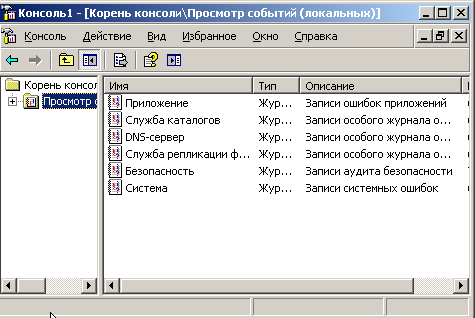 Консоль1 - [Корень консоли\Просмотр событий (локальных)]
Консоль Действие Вид Избранное Окно Справка
Корень консол
Просмотр с
Имя Тип Описание
Приложение Жур... Записи ошибок приложений
Служба каталогов Жур... Записи особого журнала о...
DNS-сервер Жур... Записи особого журнала о...
Служба репликации ф... Жур... Записи особого журнала о...
Безопасность Жур... Записи аудита безопасности
Система Жур... Записи системных ошибок